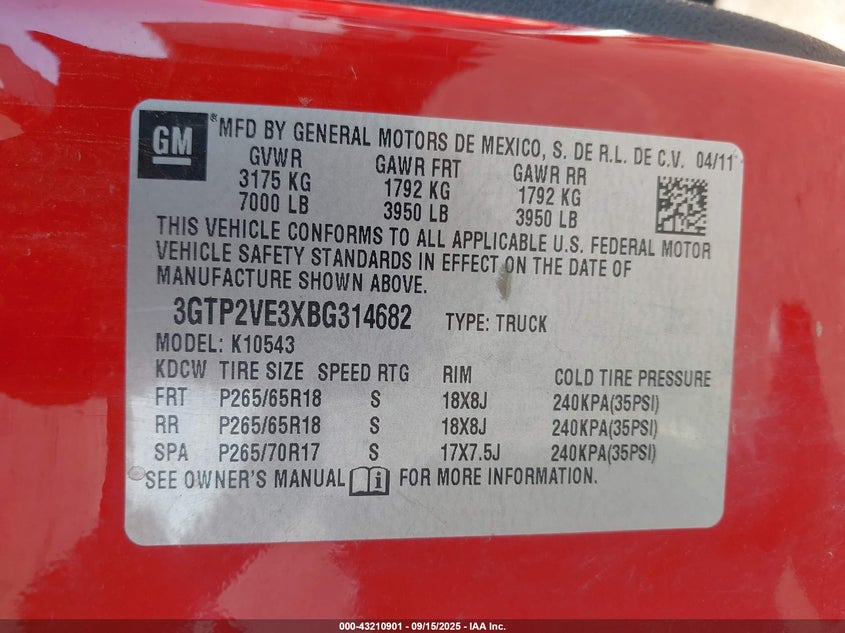 GM
®MFD BY GENERAL MOTORS DE MEXICO, S. DE R.L. DE C.V. 04/11
GVWR GAWR FRT GAWR RR
3175 KG 1792 KG 1792 KG
7000 LB 3950 LB 3950 LB
THIS VEHICLE CONFORMS TO ALL APPLICABLE U.S. FEDERAL MOTOR
VEHICLE SAFETY STANDARDS IN EFFECT ON THE DATE OF
MANUFACTURE SHOWN ABOVE.
3GTP2VE3XBG314682 TYPE: TRUCK
MODEL: K10543
KDCW TIRE SIZE SPEED RTG RIM COLD TIRE PRESSURE
FRT P265/65R18 S 18X8J 240KPA(35PSI)
RR P265/65R18 S 18X8J 240KPA(35PSI)
SPA P265/70R17 S 17X7.5J 240KPA(35PSI)
SEE OWNER'S MANUAL FOR MORE INFORMATION.
000-43210901 - 09/15/2025 - IAA Inc.